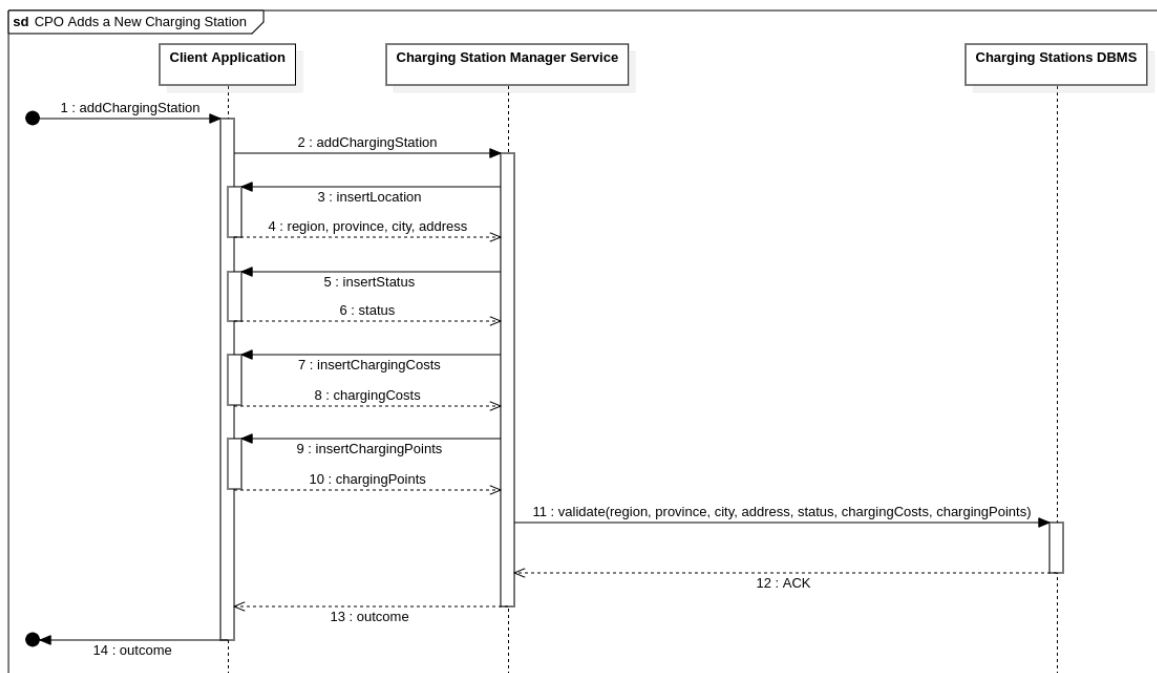 sd CPO Adds a New Charging Station
Client Application
Charging Station Manager Service
Charging Stations DBMS
1 : addChargingStation
2 : addChargingStation
3 : insertLocation
4 : region, province, city, address
5 : insertStatus
6 : status
7 : insertChargingCosts
8 : chargingCosts
9 : insertChargingPoints
10 : chargingPoints
11 : validate(region, province, city, address, status, chargingCosts, chargingPoints)
12 : ACK
13 : outcome
14 : outcome